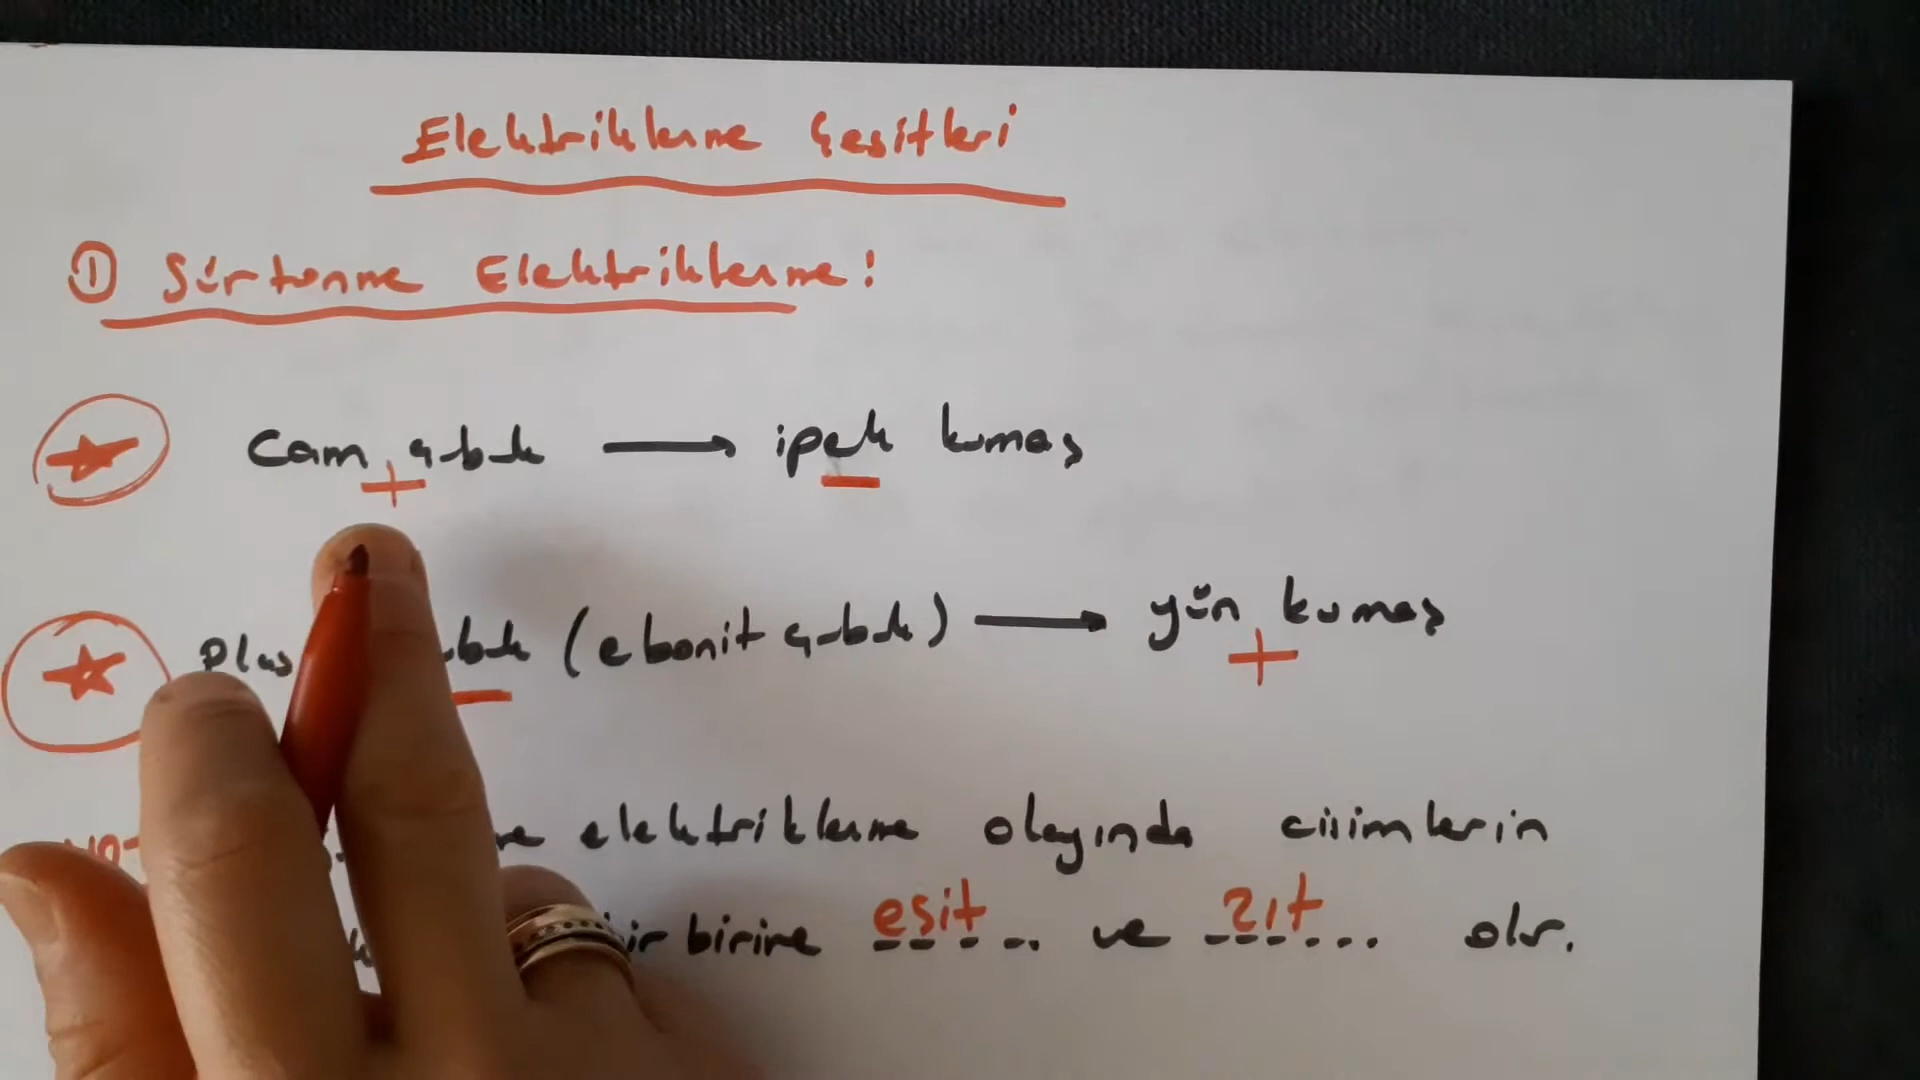 Elektriklenme Çeşitleri
① Sürtünme Elektriklenme:
Cam çubuk → ipek kumaş
+ −
çubuk (ebonit çubuk) → yün kumaş
− +
elektriklenme olayında cisimlerin
birbirine eşit ve zıt olur.